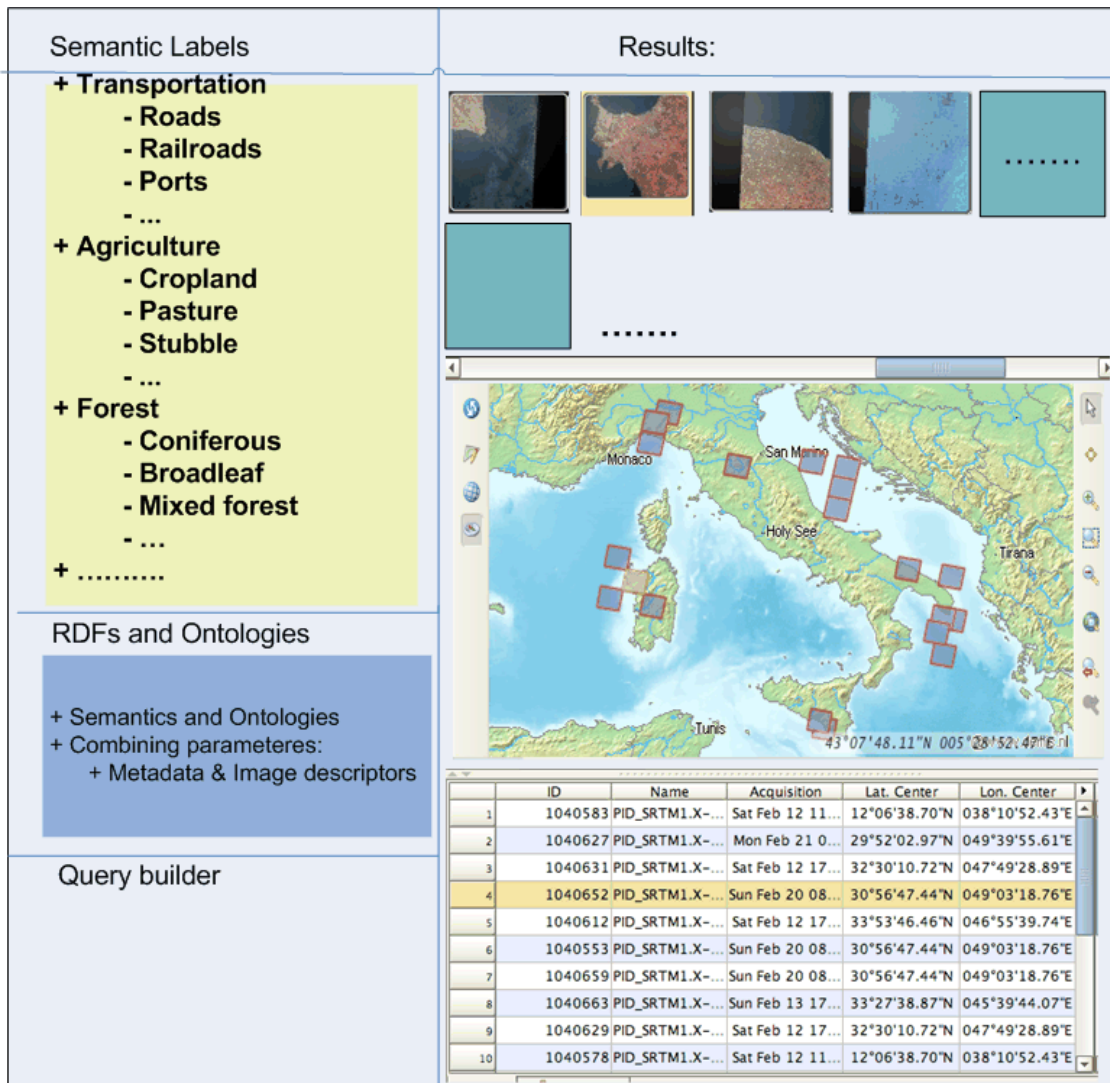 Semantic Labels
+ Transportation
- Roads
- Railroads
- Ports
- ...
+ Agriculture
- Cropland
- Pasture
- Stubble
- ...
+ Forest
- Coniferous
- Broadleaf
- Mixed forest
- ...
+ ..........
RDFs and Ontologies
+ Semantics and Ontologies
+ Combining parameteres:
+ Metadata & Image descriptors
Query builder
Results:
.......
.......
Monaco
San Marino
Holy See
Tirana
Tunis
43°07'48.11"N 005°28'52.47"E
ID Name Acquisition Lat. Center Lon. Center
1 1040583 PID_SRTM1.X-... Sat Feb 12 11... 12°06'38.70"N 038°10'52.43"E
2 1040627 PID_SRTM1.X-... Mon Feb 21 0... 29°52'02.97"N 049°39'55.61"E
3 1040631 PID_SRTM1.X-... Sat Feb 12 17... 32°30'10.72"N 047°49'28.89"E
4 1040652 PID_SRTM1.X-... Sun Feb 20 08... 30°56'47.44"N 049°03'18.76"E
5 1040612 PID_SRTM1.X-... Sat Feb 12 17... 33°53'46.46"N 046°55'39.74"E
6 1040553 PID_SRTM1.X-... Sun Feb 20 08... 30°56'47.44"N 049°03'18.76"E
7 1040659 PID_SRTM1.X-... Sun Feb 20 08... 30°56'47.44"N 049°03'18.76"E
8 1040663 PID_SRTM1.X-... Sun Feb 13 17... 33°27'38.87"N 045°39'44.07"E
9 1040629 PID_SRTM1.X-... Sat Feb 12 17... 32°30'10.72"N 047°49'28.89"E
10 1040578 PID_SRTM1.X-... Sat Feb 12 11... 12°06'38.70"N 038°10'52.43"E